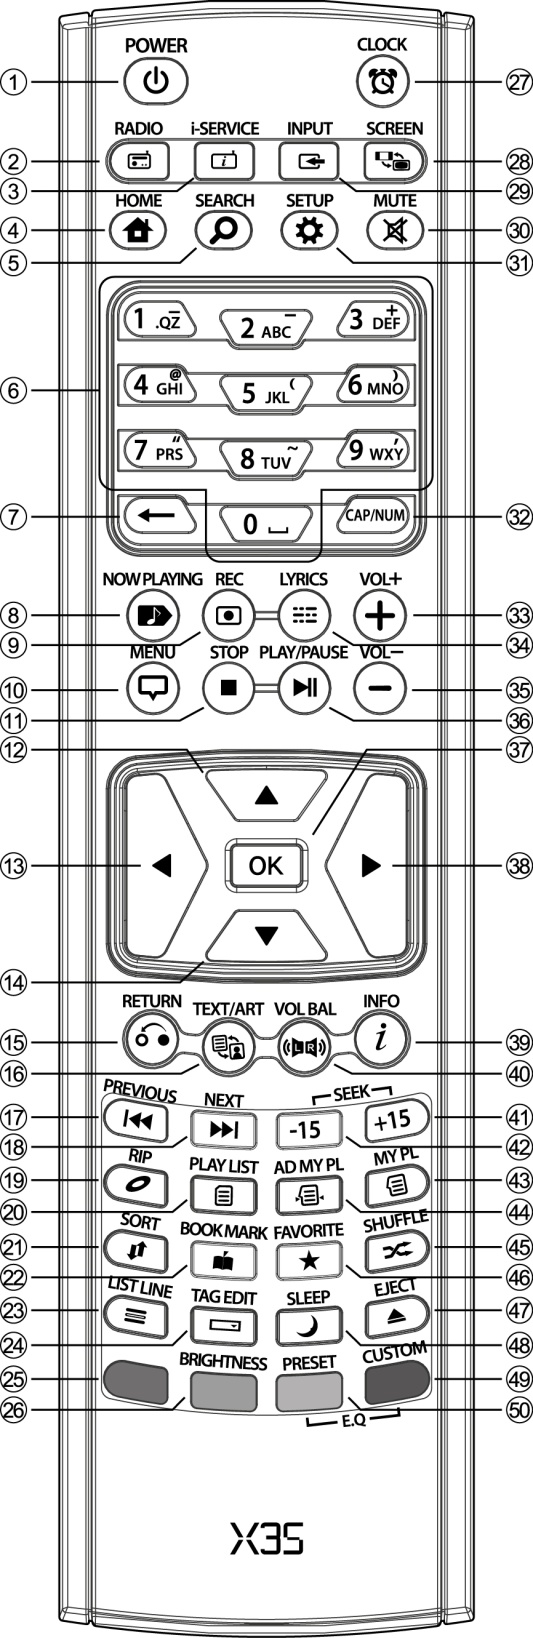 POWER CLOCK
1 27
RADIO i-SERVICE INPUT SCREEN
2 28
3 29
HOME SEARCH SETUP MUTE
4 30
5 31
1 .QZ – 2 ABC – 3 DEF +
6 4 GHI @ 5 JKL ( 6 MNO )
7 PRS “ 8 TUV ~ 9 WXY ′
7 ← 0 ⎵ CAP/NUM 32
NOW PLAYING REC LYRICS VOL+
8 33
9 34
MENU STOP PLAY/PAUSE VOL–
10 35
11 36
12 37
13 OK 38
14
RETURN TEXT/ART VOL BAL INFO
15 L R i 39
16 40
PREVIOUS NEXT SEEK
17 -15 +15 41
18 42
RIP PLAY LIST AD MY PL MY PL
19 43
20 44
SORT BOOK MARK FAVORITE SHUFFLE
21 45
22 46
LIST LINE TAG EDIT SLEEP EJECT
23 47
24 48
BRIGHTNESS PRESET CUSTOM
25 49
26 50
E.Q
X35